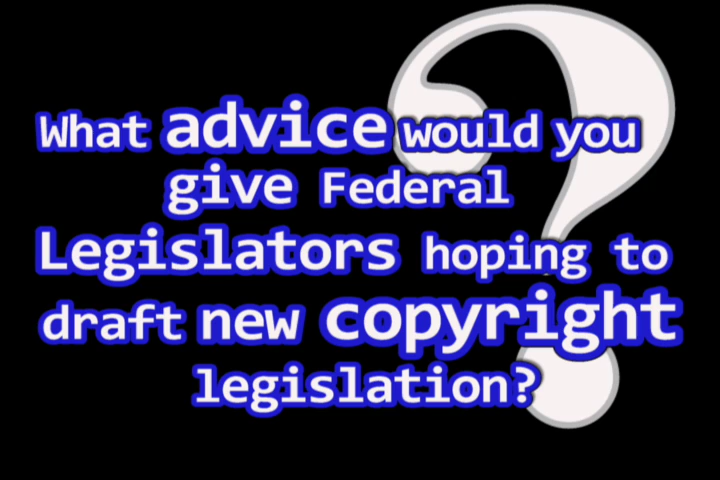 What advice would you
give Federal
Legislators hoping to
draft new copyright
legislation?